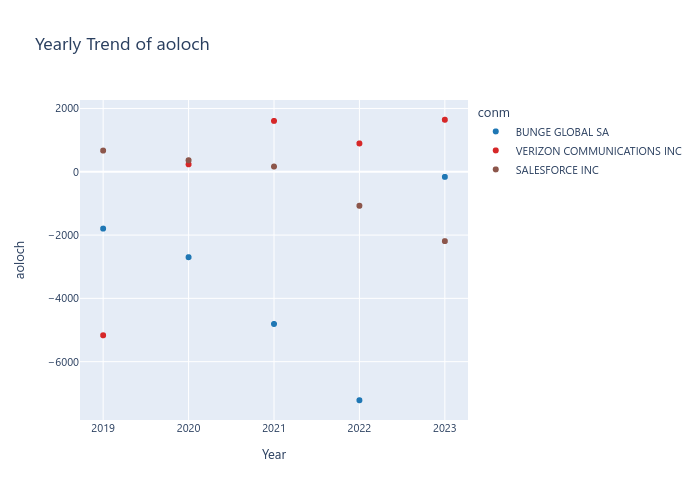 Yearly Trend of aoloch
conm
BUNGE GLOBAL SA
VERIZON COMMUNICATIONS INC
SALESFORCE INC
aoloch
2000
0
−2000
−4000
−6000
2019
2020
2021
2022
2023
Year